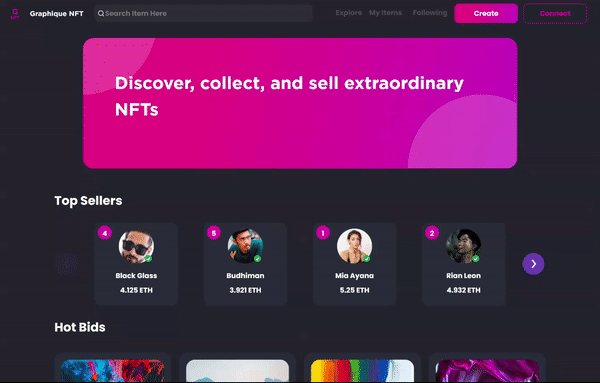 Graphique NFT
Search Item Here
Explore
My Items
Following
Create
Connect
Discover, collect, and sell extraordinary
NFTs
Top Sellers
4
5
1
2
Black Glass
Budhiman
Mia Ayana
Rian Leon
4.125 ETH
3.921 ETH
5.25 ETH
4.932 ETH
Hot Bids